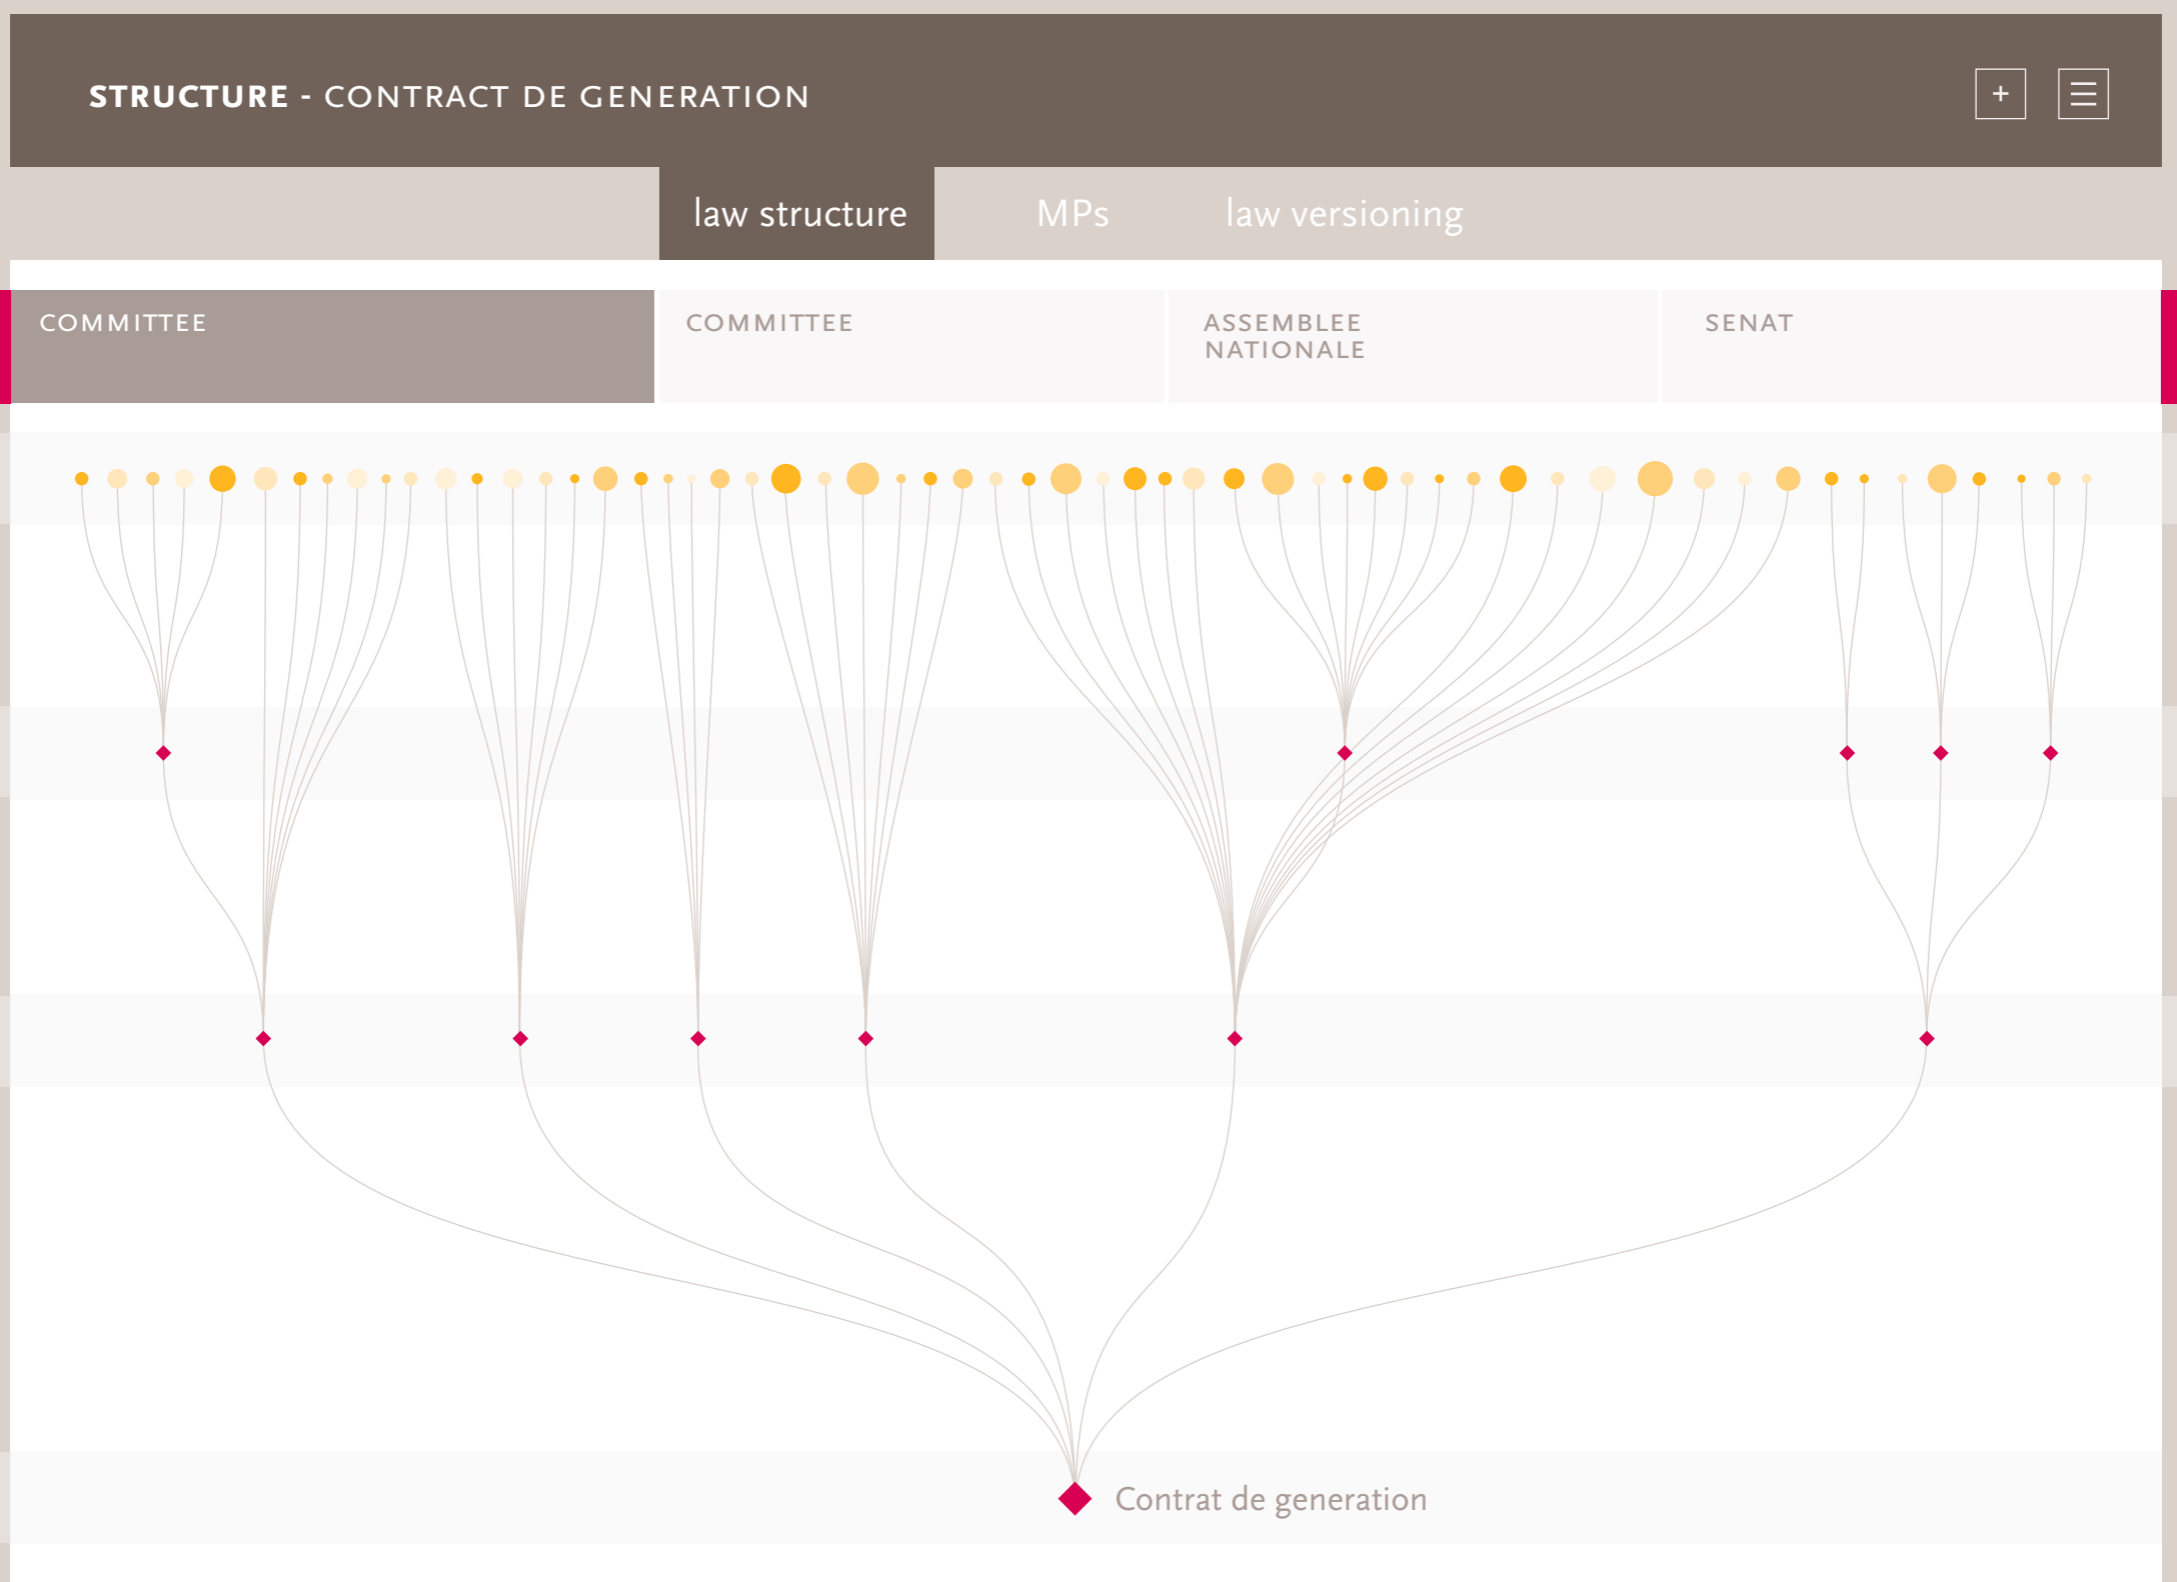 STRUCTURE - CONTRACT DE GENERATION
+
law structure MPs law versioning
COMMITTEE
COMMITTEE
ASSEMBLEE
NATIONALE
SENAT
Contrat de generation